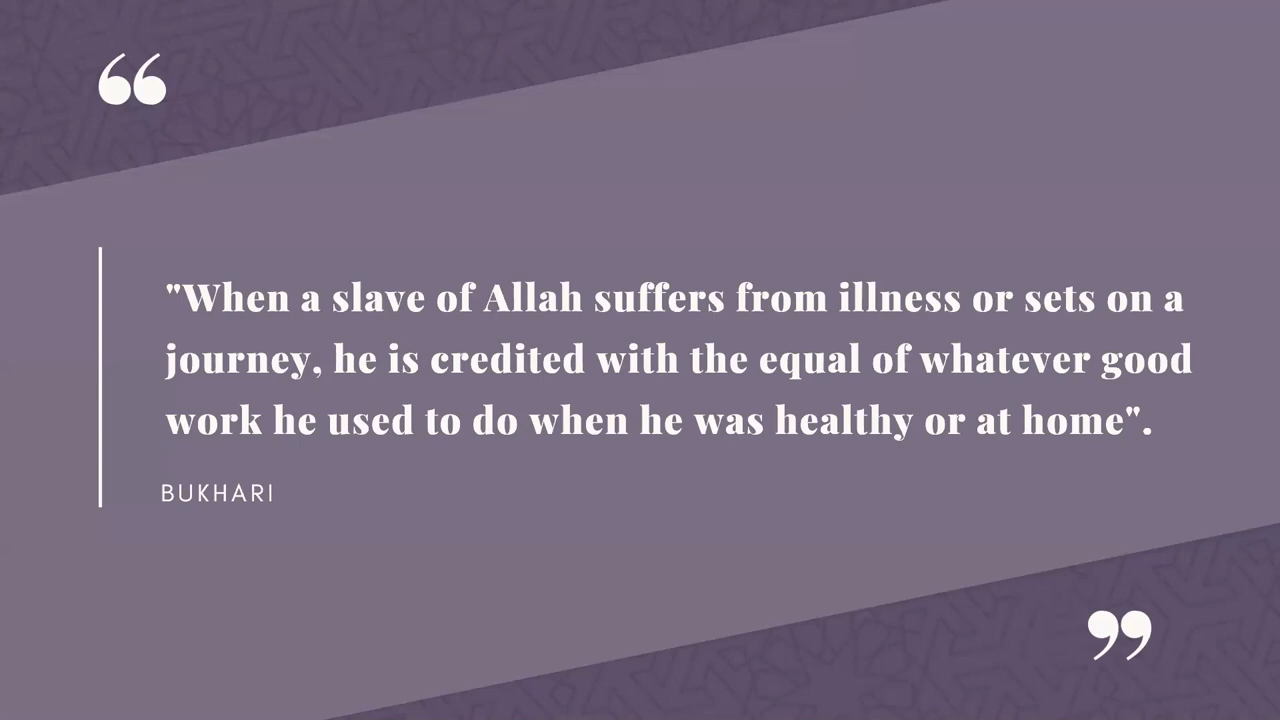 “
"When a slave of Allah suffers from illness or sets on a
journey, he is credited with the equal of whatever good
work he used to do when he was healthy or at home".
BUKHARI
”